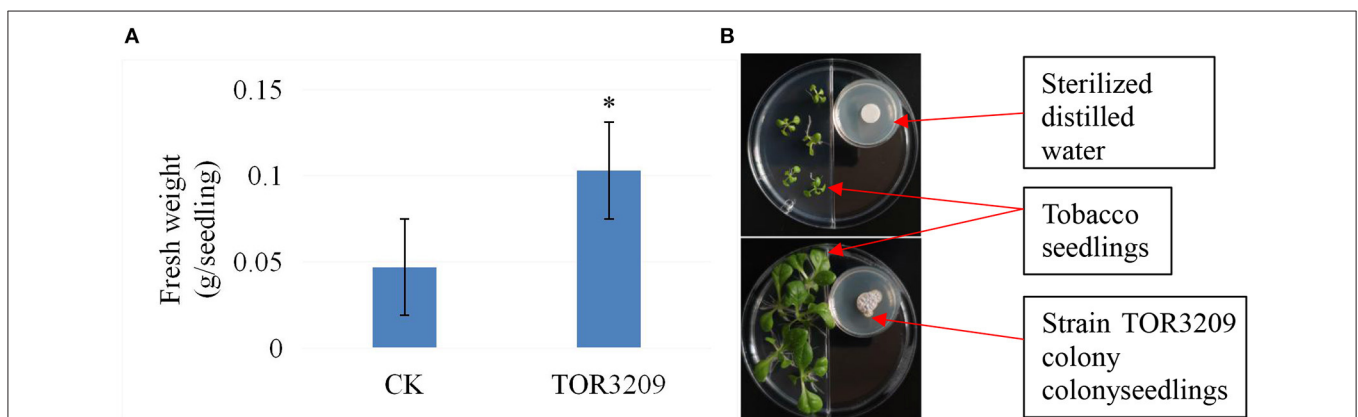 A
B
0.15
0.1
0.05
0
Fresh weight
(g/seedling)
*
CK
TOR3209
Sterilized
distilled
water
Tobacco
seedlings
Strain TOR3209
colony
colonyseedlings